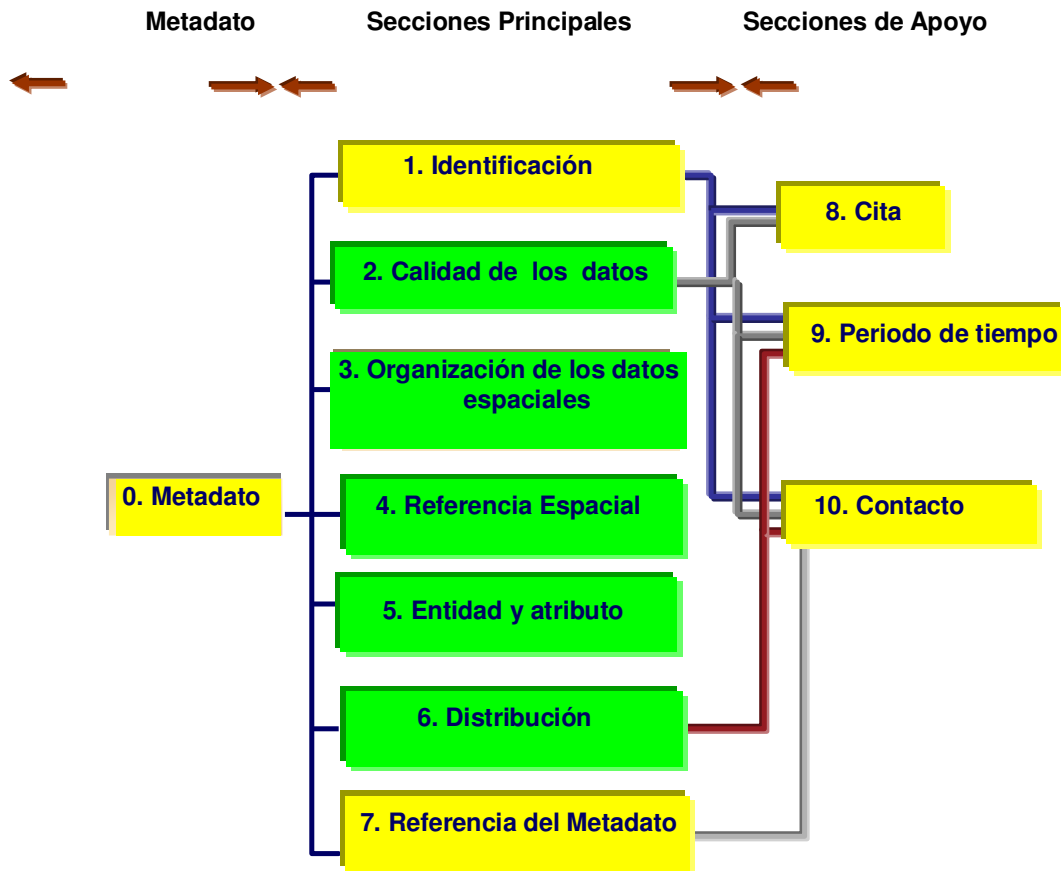 Metadato
Secciones Principales
Secciones de Apoyo
1. Identificación
8. Cita
2. Calidad de los datos
9. Periodo de tiempo
3. Organización de los datos
espaciales
0. Metadato
4. Referencia Espacial
10. Contacto
5. Entidad y atributo
6. Distribución
7. Referencia del Metadato